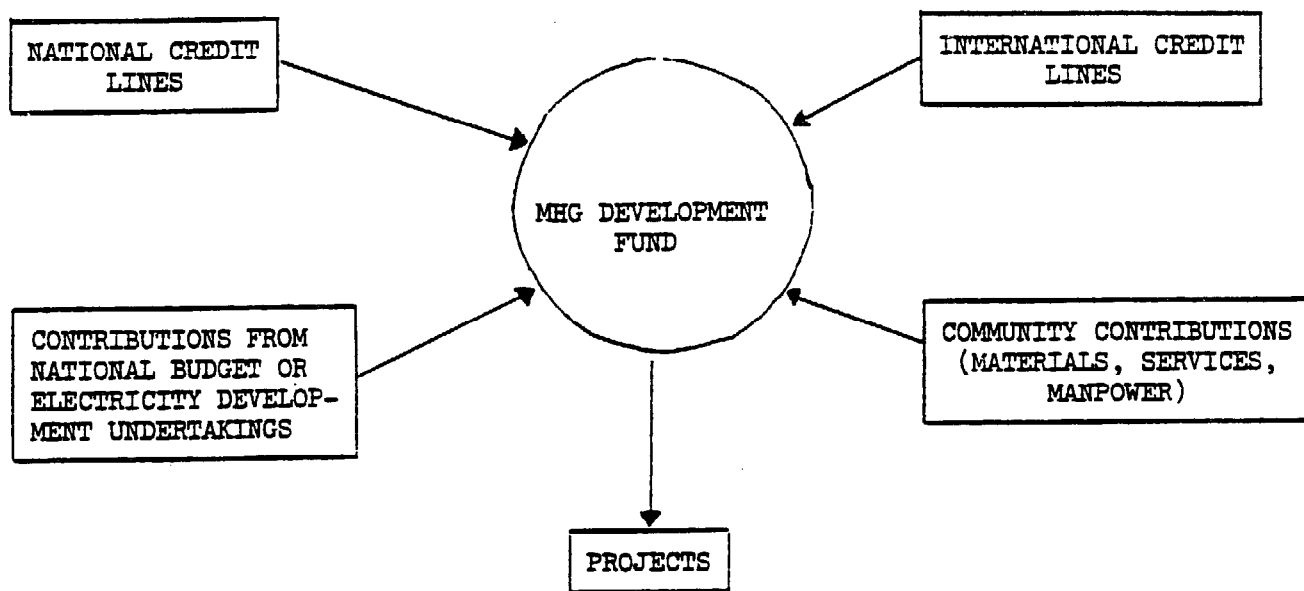 NATIONAL CREDIT
LINES
INTERNATIONAL CREDIT
LINES
MHG DEVELOPMENT
FUND
CONTRIBUTIONS FROM
NATIONAL BUDGET OR
ELECTRICITY DEVELOP-
MENT UNDERTAKINGS
COMMUNITY CONTRIBUTIONS
(MATERIALS, SERVICES,
MANPOWER)
PROJECTS